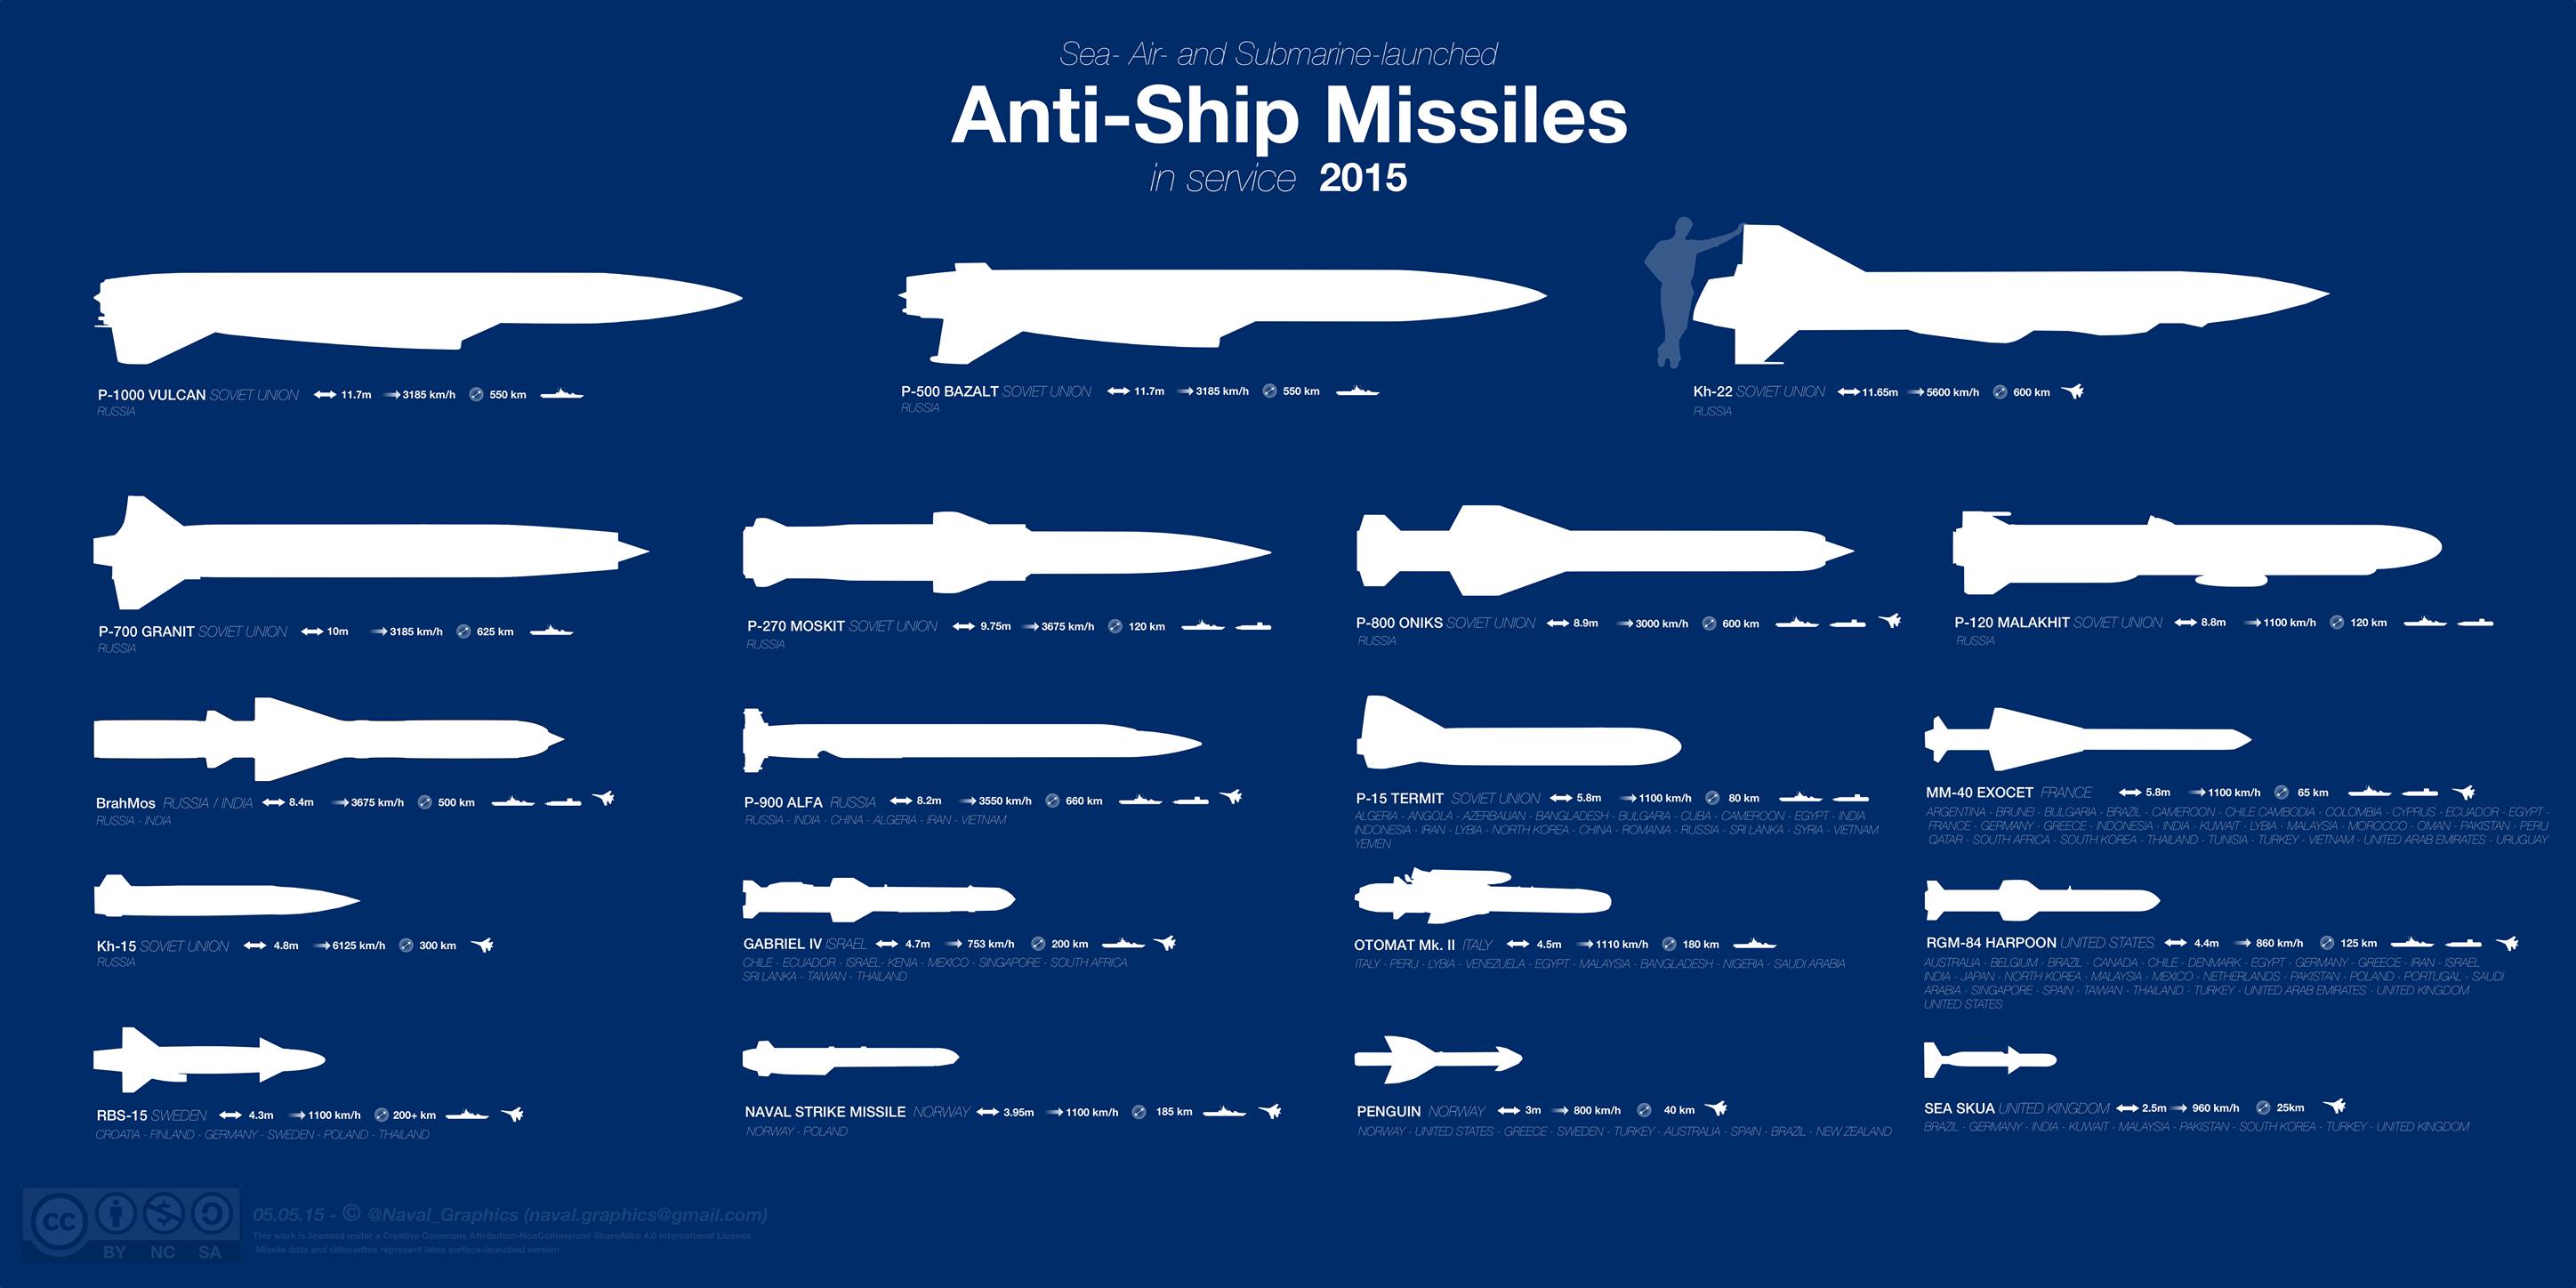 Sea- Air- and Submarine-launched
Anti-Ship Missiles
in service 2015
P-1000 VULCAN SOVIET UNION 11.7m 3185 km/h 550 km
RUSSIA
P-500 BAZALT SOVIET UNION 11.7m 3185 km/h 550 km
RUSSIA
Kh-22 SOVIET UNION 11.65m 5600 km/h 600 km
RUSSIA
P-700 GRANIT SOVIET UNION 10m 3185 km/h 625 km
RUSSIA
P-270 MOSKIT SOVIET UNION 9.75m 3675 km/h 120 km
RUSSIA
P-800 ONIKS SOVIET UNION 8.9m 3000 km/h 600 km
RUSSIA
P-120 MALAKHIT SOVIET UNION 8.8m 1100 km/h 120 km
RUSSIA
BrahMos RUSSIA / INDIA 8.4m 3675 km/h 500 km
RUSSIA - INDIA
P-900 ALFA RUSSIA 8.2m 3550 km/h 660 km
RUSSIA - INDIA - CHINA - ALGERIA - IRAN - VIETNAM
P-15 TERMIT SOVIET UNION 5.8m 1100 km/h 80 km
ALGERIA - ANGOLA - AZERBAIJAN - BANGLADESH - BULGARIA - CUBA - CAMEROON - EGYPT - INDIA
INDONESIA - IRAN - LYBIA - NORTH KOREA - CHINA - ROMANIA - RUSSIA - SRI LANKA - SYRIA - VIETNAM
YEMEN
MM-40 EXOCET FRANCE 5.8m 1100 km/h 65 km
ARGENTINA - BRUNEI - BULGARIA - BRAZIL - CAMEROON - CHILE CAMBODIA - COLOMBIA - CYPRUS - ECUADOR - EGYPT -
FRANCE - GERMANY - GREECE - INDONESIA - INDIA - KUWAIT - LYBIA - MALAYSIA - MOROCCO - OMAN - PAKISTAN - PERU
QATAR - SOUTH AFRICA - SOUTH KOREA - THAILAND - TUNISIA - TURKEY - VIETNAM - UNITED ARAB EMIRATES - URUGUAY
Kh-15 SOVIET UNION 4.8m 6125 km/h 300 km
RUSSIA
GABRIEL IV ISRAEL 4.7m 753 km/h 200 km
CHILE - ECUADOR - ISRAEL- KENIA - MEXICO - SINGAPORE - SOUTH AFRICA
SRI LANKA - TAIWAN - THAILAND
OTOMAT Mk. II ITALY 4.5m 1110 km/h 180 km
ITALY - PERU - LYBIA - VENEZUELA - EGYPT - MALAYSIA - BANGLADESH - NIGERIA - SAUDI ARABIA
RGM-84 HARPOON UNITED STATES 4.4m 860 km/h 125 km
AUSTRALIA - BELGIUM - BRAZIL - CANADA - CHILE - DENMARK - EGYPT - GERMANY - GREECE - IRAN - ISRAEL
INDIA - JAPAN - NORTH KOREA - MALAYSIA - MEXICO - NETHERLANDS - PAKISTAN - POLAND - PORTUGAL - SAUDI
ARABIA - SINGAPORE - SPAIN - TAIWAN - THAILAND - TURKEY - UNITED ARAB EMIRATES - UNITED KINGDOM
UNITED STATES
RBS-15 SWEDEN 4.3m 1100 km/h 200+ km
CROATIA - FINLAND - GERMANY - SWEDEN - POLAND - THAILAND
NAVAL STRIKE MISSILE NORWAY 3.95m 1100 km/h 185 km
NORWAY - POLAND
PENGUIN NORWAY 3m 800 km/h 40 km
NORWAY - UNITED STATES - GREECE - SWEDEN - TURKEY - AUSTRALIA - SPAIN - BRAZIL - NEW ZEALAND
SEA SKUA UNITED KINGDOM 2.5m 960 km/h 25km
BRAZIL - GERMANY - INDIA - KUWAIT - MALAYSIA - PAKISTAN - SOUTH KOREA - TURKEY - UNITED KINGDOM
cc BY NC SA
05.05.15 - © @Naval_Graphics (naval.graphics@gmail.com)
This work is licensed under a Creative Commons Attribution-NonCommercial-ShareAlike 4.0 International License.
Missile data and silhouettes represent lates surface-launched version